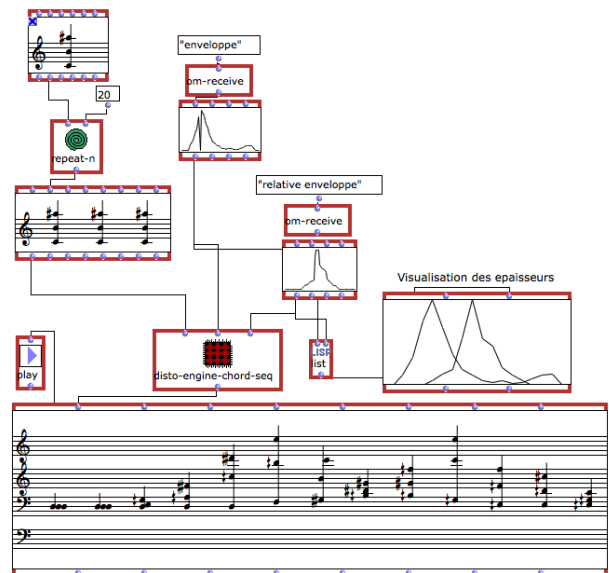 "enveloppe"
om-receive
20
repeat-n
"relative enveloppe"
om-receive
Visualisation des epaisseurs
play
disto-engine-chord-seq
LISP
list